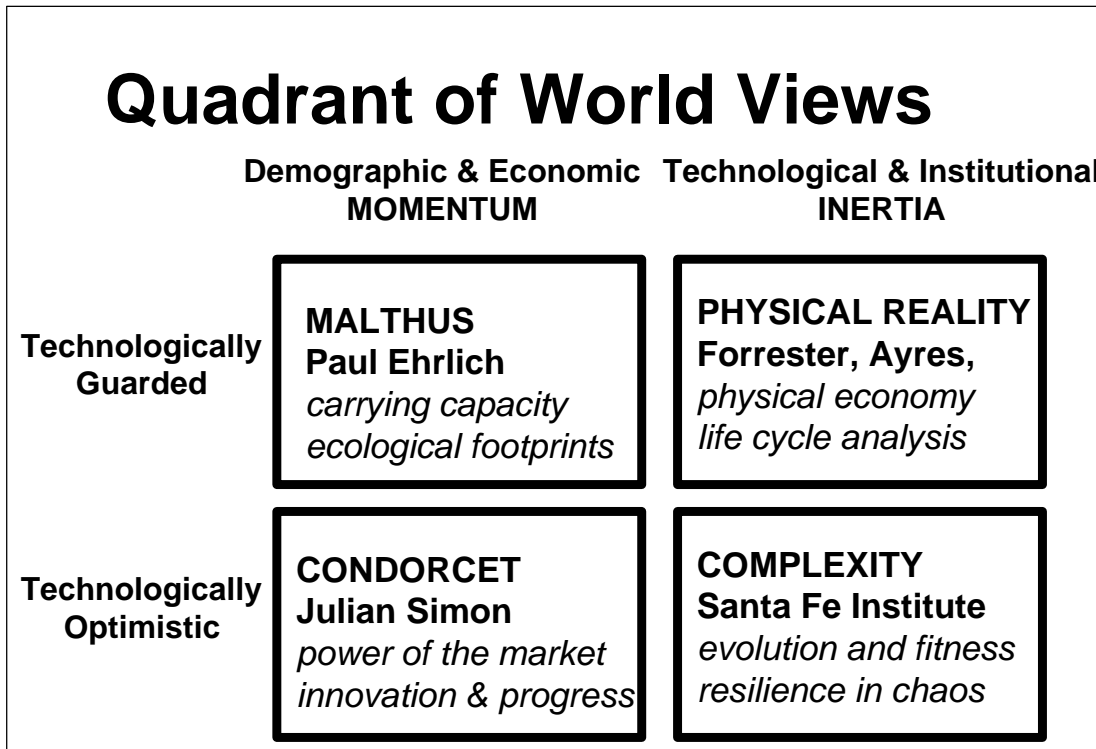 Quadrant of World Views
Demographic & Economic
MOMENTUM
Technological & Institutional
INERTIA
Technologically
Guarded
MALTHUS
Paul Ehrlich
carrying capacity
ecological footprints
PHYSICAL REALITY
Forrester, Ayres,
physical economy
life cycle analysis
Technologically
Optimistic
CONDORCET
Julian Simon
power of the market
innovation & progress
COMPLEXITY
Santa Fe Institute
evolution and fitness
resilience in chaos